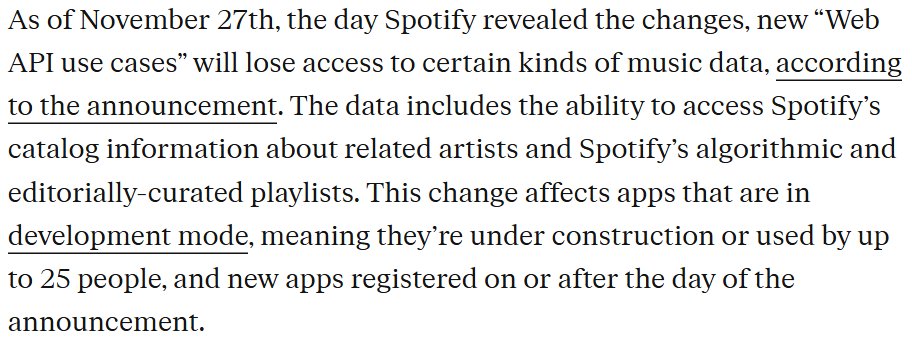 As of November 27th, the day Spotify revealed the changes, new “Web
API use cases” will lose access to certain kinds of music data, according
to the announcement. The data includes the ability to access Spotify’s
catalog information about related artists and Spotify’s algorithmic and
editorially-curated playlists. This change affects apps that are in
development mode, meaning they’re under construction or used by up
to 25 people, and new apps registered on or after the day of the
announcement.